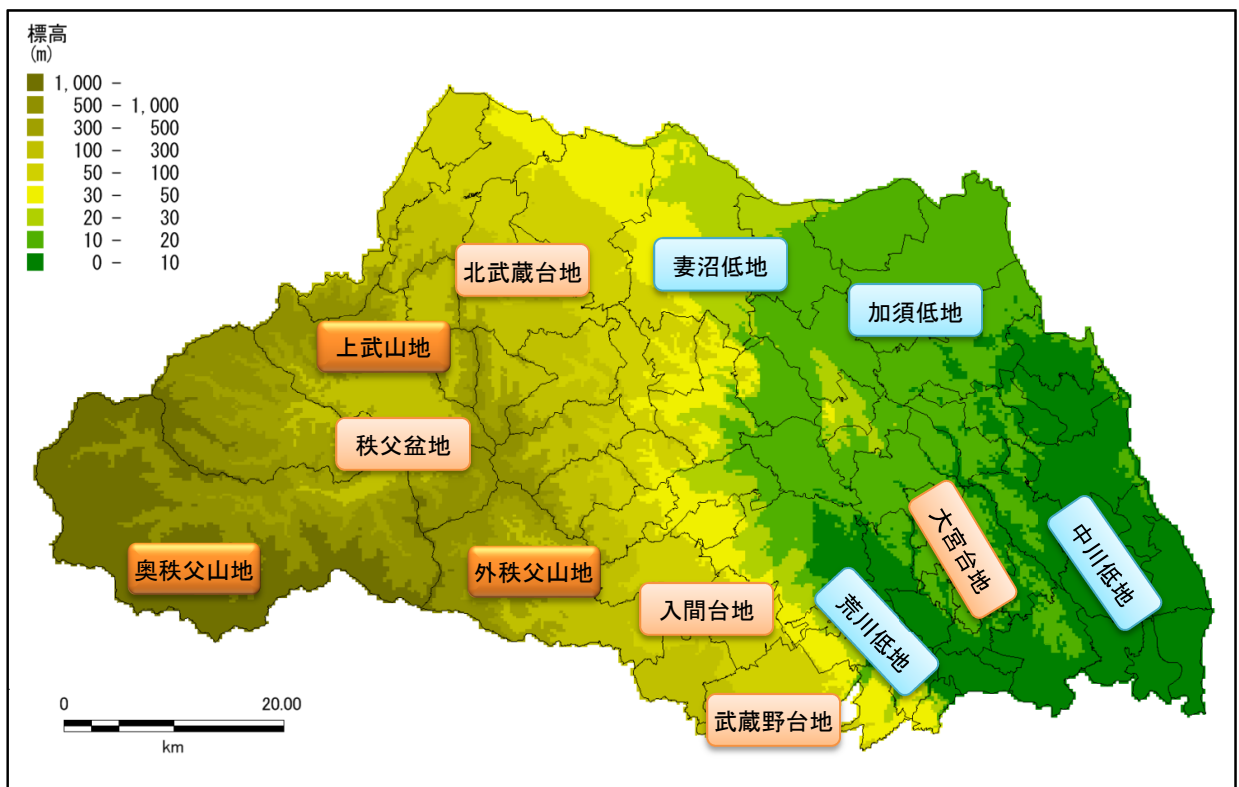 標高
(m)
1,000 -
500 - 1,000
300 - 500
100 - 300
50 - 100
30 - 50
20 - 30
10 - 20
0 - 10
北武蔵台地
妻沼低地
加須低地
上武山地
秩父盆地
大宮台地
中川低地
奥秩父山地
外秩父山地
入間台地
荒川低地
武蔵野台地
0 20.00
km